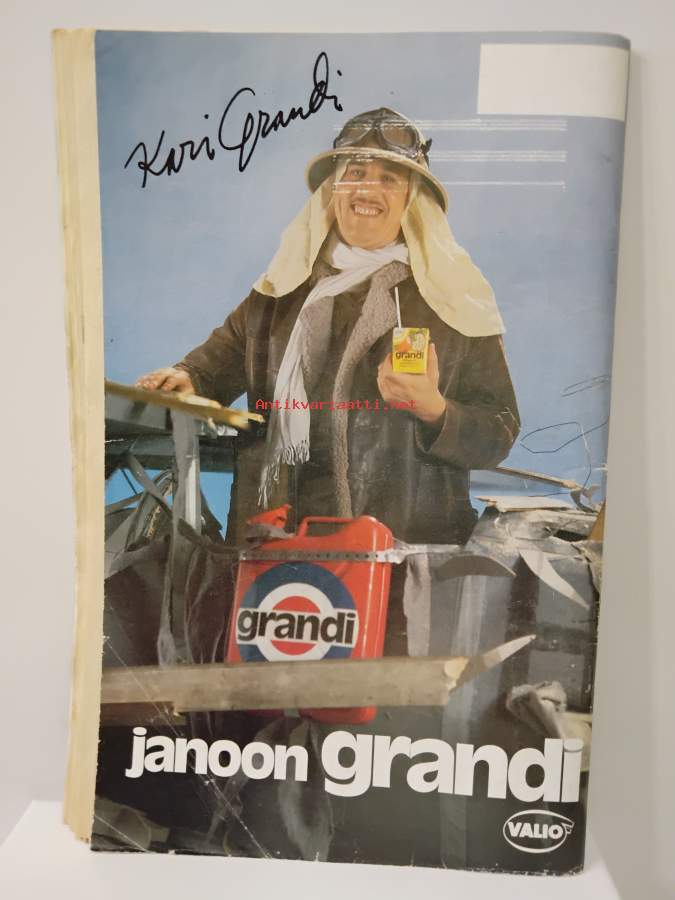 Kari Grandi
grandi
Antikvariaatti.net
grandi
janoon grandi
VALIO